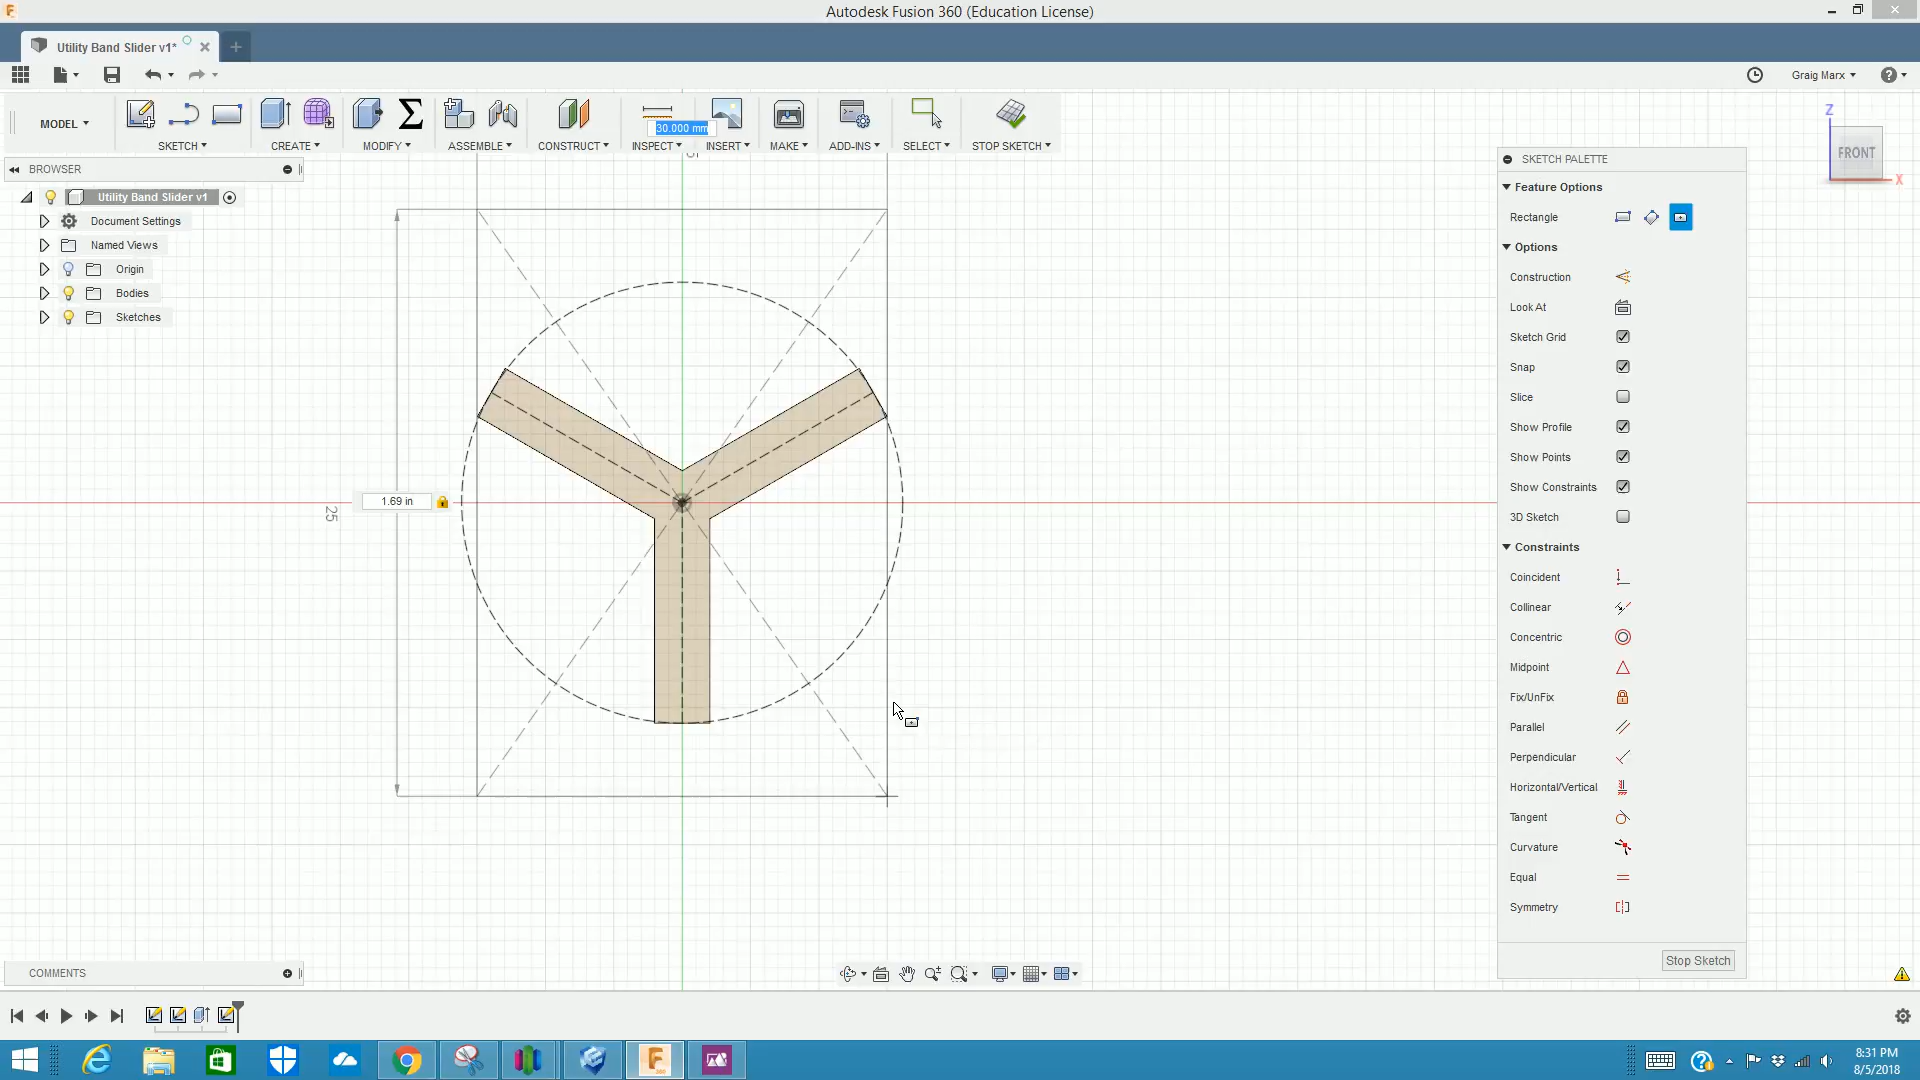 Autodesk Fusion 360 (Education License)
Utility Band Slider v1*
Graig Marx
MODEL
SKETCH
CREATE
MODIFY
ASSEMBLE
CONSTRUCT
INSPECT
INSERT
MAKE
ADD-INS
SELECT
STOP SKETCH
30.000 mm
BROWSER
Utility Band Slider v1
Document Settings
Named Views
Origin
Bodies
Sketches
1.69 in
25
Z
FRONT
X
SKETCH PALETTE
Feature Options
Rectangle
Options
Construction
Look At
Sketch Grid
Snap
Slice
Show Profile
Show Points
Show Constraints
3D Sketch
Constraints
Coincident
Collinear
Concentric
Midpoint
Fix/UnFix
Parallel
Perpendicular
Horizontal/Vertical
Tangent
Curvature
Equal
Symmetry
Stop Sketch
COMMENTS
8:31 PM
8/5/2018